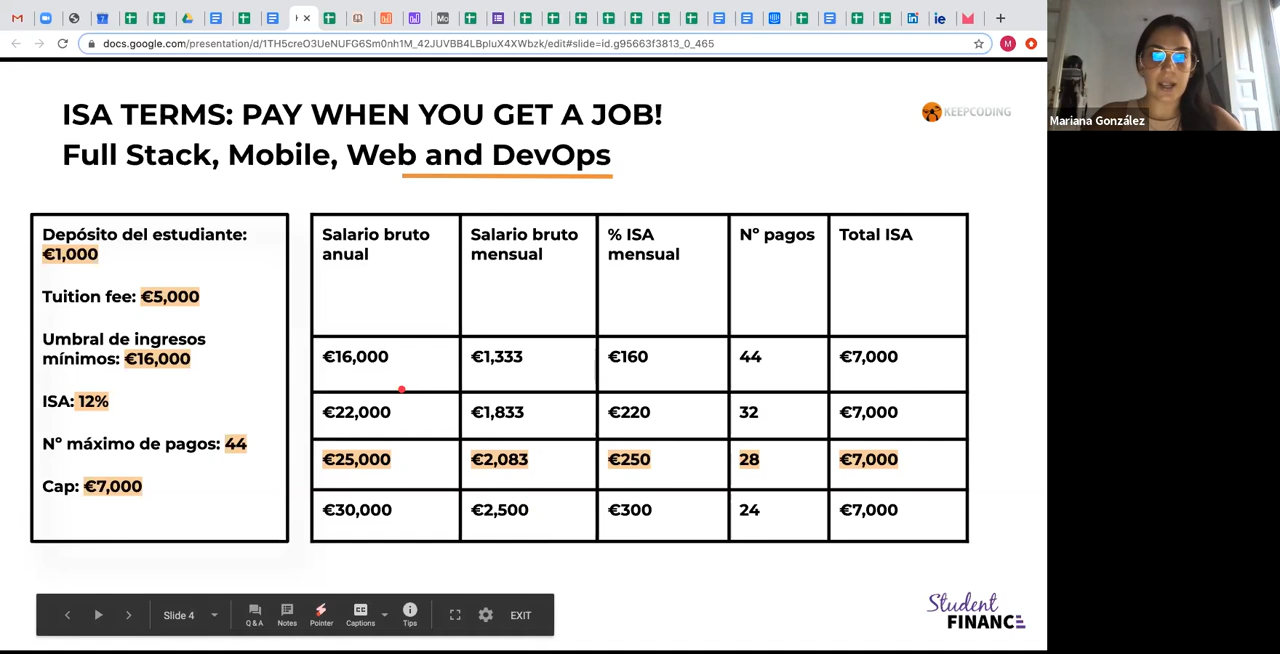 docs.google.com/presentation/d/1TH5creO3UeNUFG6Sm0nh1M_42JUVBB4LBpIuX4XWbzk/edit#slide=id.g95663f3813_0_465
M
Mariana González
ISA TERMS: PAY WHEN YOU GET A JOB!
Full Stack, Mobile, Web and DevOps
KEEPCODING
Depósito del estudiante:
€1,000
Tuition fee: €5,000
Umbral de ingresos
mínimos: €16,000
ISA: 12%
Nº máximo de pagos: 44
Cap: €7,000
Salario bruto anual
Salario bruto mensual
% ISA mensual
Nº pagos
Total ISA
€16,000 €1,333 €160 44 €7,000
€22,000 €1,833 €220 32 €7,000
€25,000 €2,083 €250 28 €7,000
€30,000 €2,500 €300 24 €7,000
Slide 4
Q & A
Notes
Pointer
CC
Captions
Tips
EXIT
Student
FINANCE